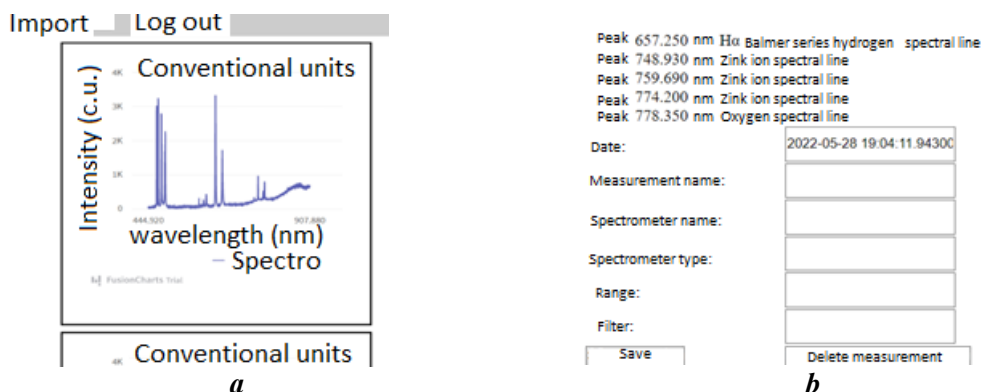 Import
Log out
Conventional units
Intensity (c.u.)
4K
3K
2K
1K
0
444.920
907.880
wavelength (nm)
Spectro
FusionCharts Trial
4K
Conventional units
a
Peak 657.250 nm Hα Balmer series hydrogen spectral line
Peak 748.930 nm Zink ion spectral line
Peak 759.690 nm Zink ion spectral line
Peak 774.200 nm Zink ion spectral line
Peak 778.350 nm Oxygen spectral line
Date: 2022-05-28 19:04:11.94300
Measurement name:
Spectrometer name:
Spectrometer type:
Range:
Filter:
Save
Delete measurement
b